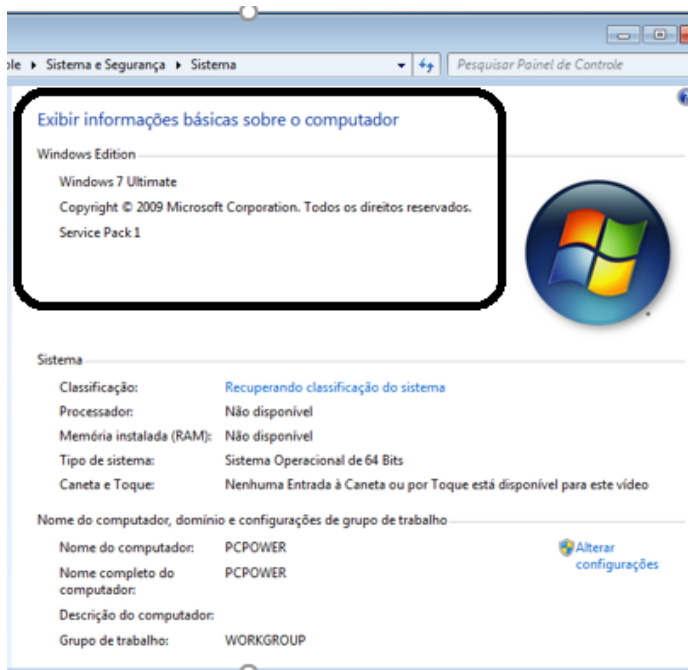 Sistema e Segurança ▸ Sistema
Pesquisar Painel de Controle
Exibir informações básicas sobre o computador
Windows Edition
Windows 7 Ultimate
Copyright © 2009 Microsoft Corporation. Todos os direitos reservados.
Service Pack 1
Sistema
Classificação: Recuperando classificação do sistema
Processador: Não disponível
Memória instalada (RAM): Não disponível
Tipo de sistema: Sistema Operacional de 64 Bits
Caneta e Toque: Nenhuma Entrada à Caneta ou por Toque está disponível para este vídeo
Nome do computador, domínio e configurações de grupo de trabalho
Nome do computador: PCPOWER
Alterar
configurações
Nome completo do
computador: PCPOWER
Descrição do computador:
Grupo de trabalho: WORKGROUP